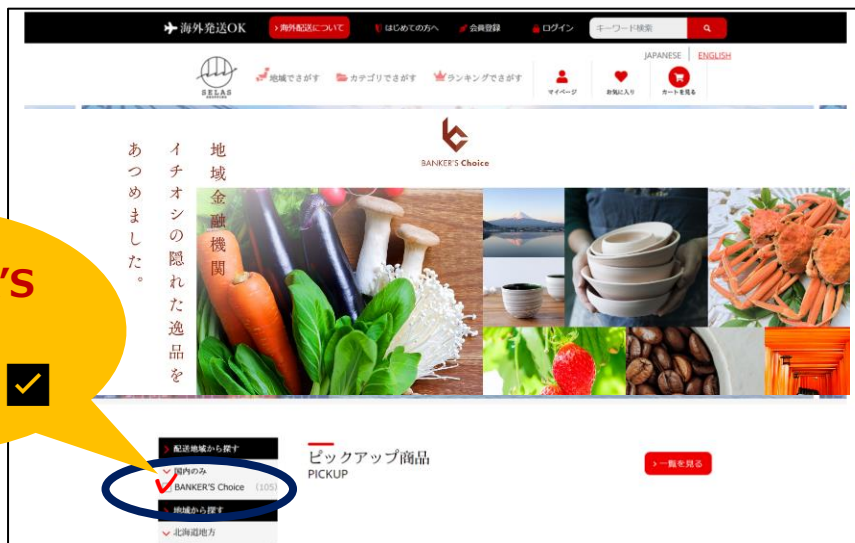 海外発送OK
海外配送について
はじめての方へ
会員登録
ログイン
キーワード検索
JAPANESE
ENGLISH
SELAS
地域でさがす
カテゴリでさがす
ランキングでさがす
マイページ
お気に入り
カートを見る
BANKER'S Choice
地域金融機関
イチオシの隠れた逸品を
あつめました。
'S
配送地域から探す
国内のみ
BANKER'S Choice (105)
地域から探す
北海道地方
ピックアップ商品
PICKUP
一覧を見る